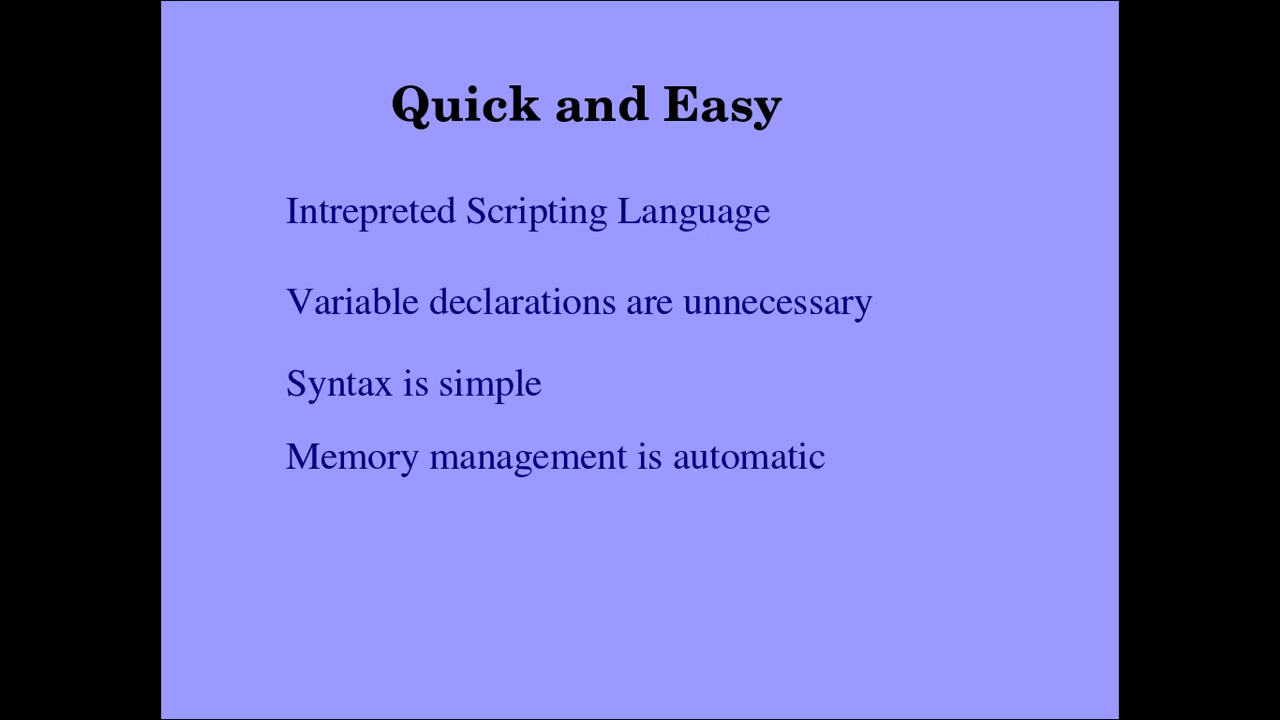 Quick and Easy
Intrepreted Scripting Language
Variable declarations are unnecessary
Syntax is simple
Memory management is automatic